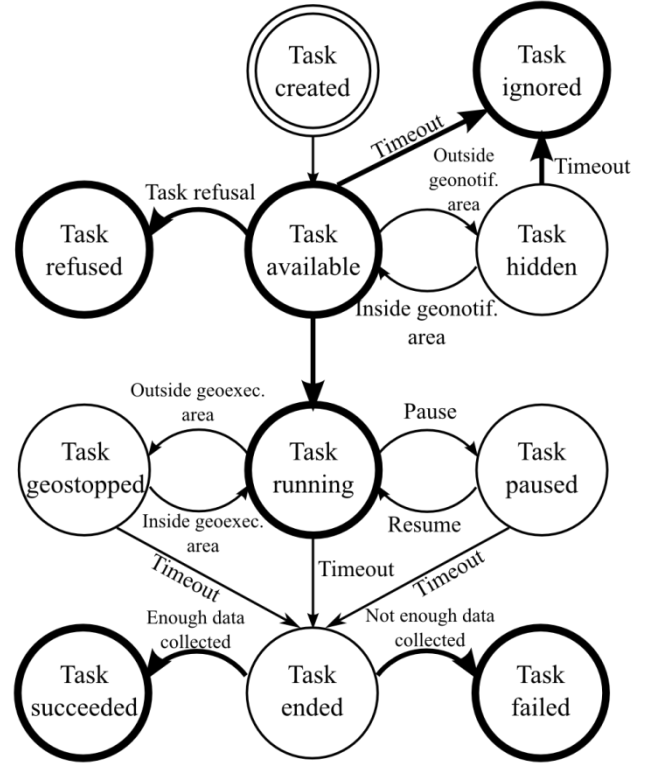 Task
created
Task
ignored
Timeout
Outside
geonotif.
area
Timeout
Task refusal
Task
refused
Task
available
Task
hidden
Inside geonotif.
area
Outside geoexec.
area
Pause
Task
geostopped
Task
running
Task
paused
Inside geoexec.
area
Resume
Timeout
Timeout
Timeout
Enough data
collected
Not enough data
collected
Task
succeeded
Task
ended
Task
failed